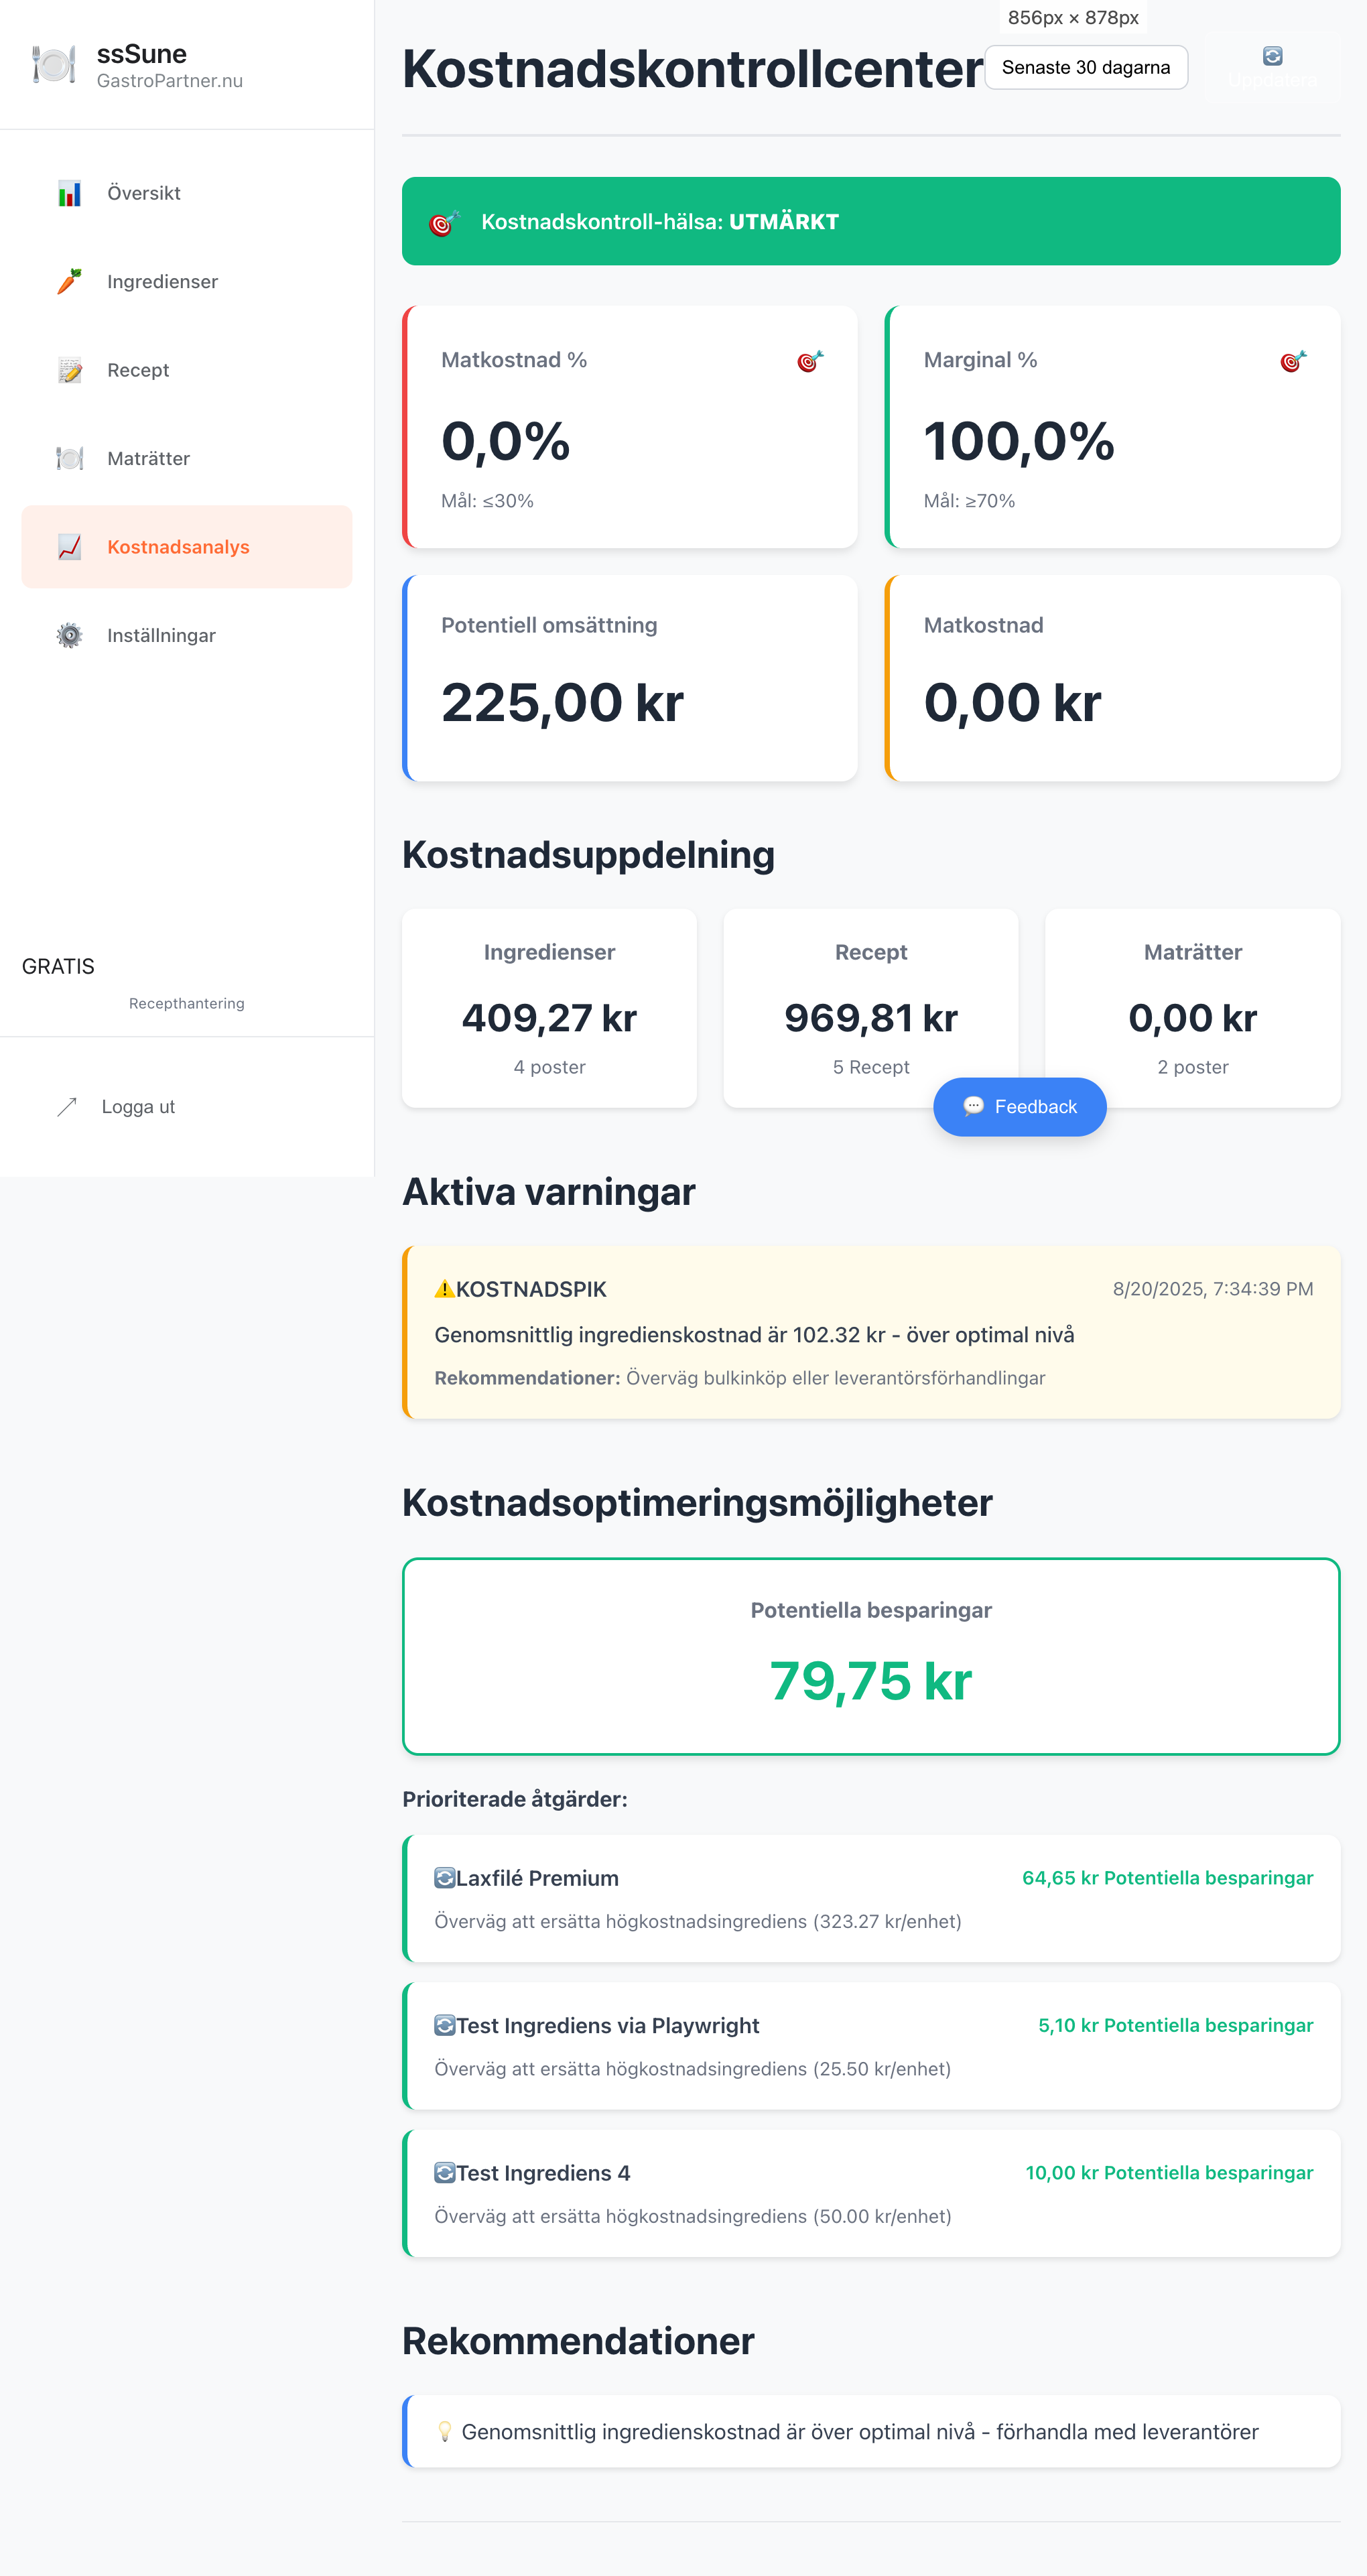 ssSune
GastroPartner.nu
Översikt
Ingredienser
Recept
Maträtter
Kostnadsanalys
Inställningar
GRATIS
Recepthantering
Logga ut
856px × 878px
Kostnadskontrollcenter
Senaste 30 dagarna
Uppdatera
Kostnadskontroll-hälsa: UTMÄRKT
Matkostnad %
0,0%
Mål: ≤30%
Marginal %
100,0%
Mål: ≥70%
Potentiell omsättning
225,00 kr
Matkostnad
0,00 kr
Kostnadsuppdelning
Ingredienser
409,27 kr
4 poster
Recept
969,81 kr
5 Recept
Maträtter
0,00 kr
2 poster
Feedback
Aktiva varningar
KOSTNADSPIK
8/20/2025, 7:34:39 PM
Genomsnittlig ingredienskostnad är 102.32 kr - över optimal nivå
Rekommendationer: Överväg bulkinköp eller leverantörsförhandlingar
Kostnadsoptimeringsmöjligheter
Potentiella besparingar
79,75 kr
Prioriterade åtgärder:
Laxfilé Premium
64,65 kr Potentiella besparingar
Överväg att ersätta högkostnadsingrediens (323.27 kr/enhet)
Test Ingrediens via Playwright
5,10 kr Potentiella besparingar
Överväg att ersätta högkostnadsingrediens (25.50 kr/enhet)
Test Ingrediens 4
10,00 kr Potentiella besparingar
Överväg att ersätta högkostnadsingrediens (50.00 kr/enhet)
Rekommendationer
Genomsnittlig ingredienskostnad är över optimal nivå - förhandla med leverantörer